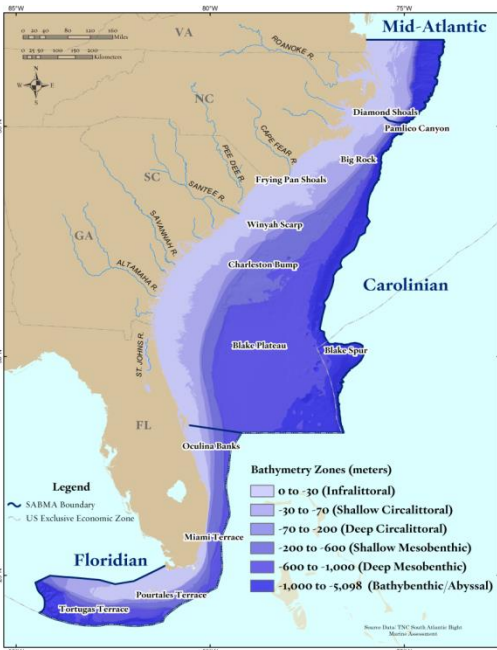 85°W
80°W
75°W
Mid-Atlantic
VA
ROANOKE R.
Miles
Kilometers
N
W
E
S
NC
Diamond Shoals
Pamlico Canyon
CAPE FEAR R.
PEE DEE R.
Big Rock
Frying Pan Shoals
SC
SANTEE R.
Winyah Scarp
SAVANNAH R.
GA
Charleston Bump
ALTAMAHA R.
Carolinian
ST. JOHNS R.
Blake Plateau
Blake Spur
FL
Oculina Banks
Legend
SABMA Boundary
US Exclusive Economic Zone
Bathymetry Zones (meters)
0 to -30 (Infralittoral)
-30 to -70 (Shallow Circalittoral)
-70 to -200 (Deep Circalittoral)
-200 to -600 (Shallow Mesobenthic)
-600 to -1,000 (Deep Mesobenthic)
-1,000 to -5,098 (Bathybenthic/Abyssal)
Miami Terrace
Floridian
Pourtales Terrace
Tortugas Terrace
Source Data: TNC South Atlantic Bight
Marine Assessment